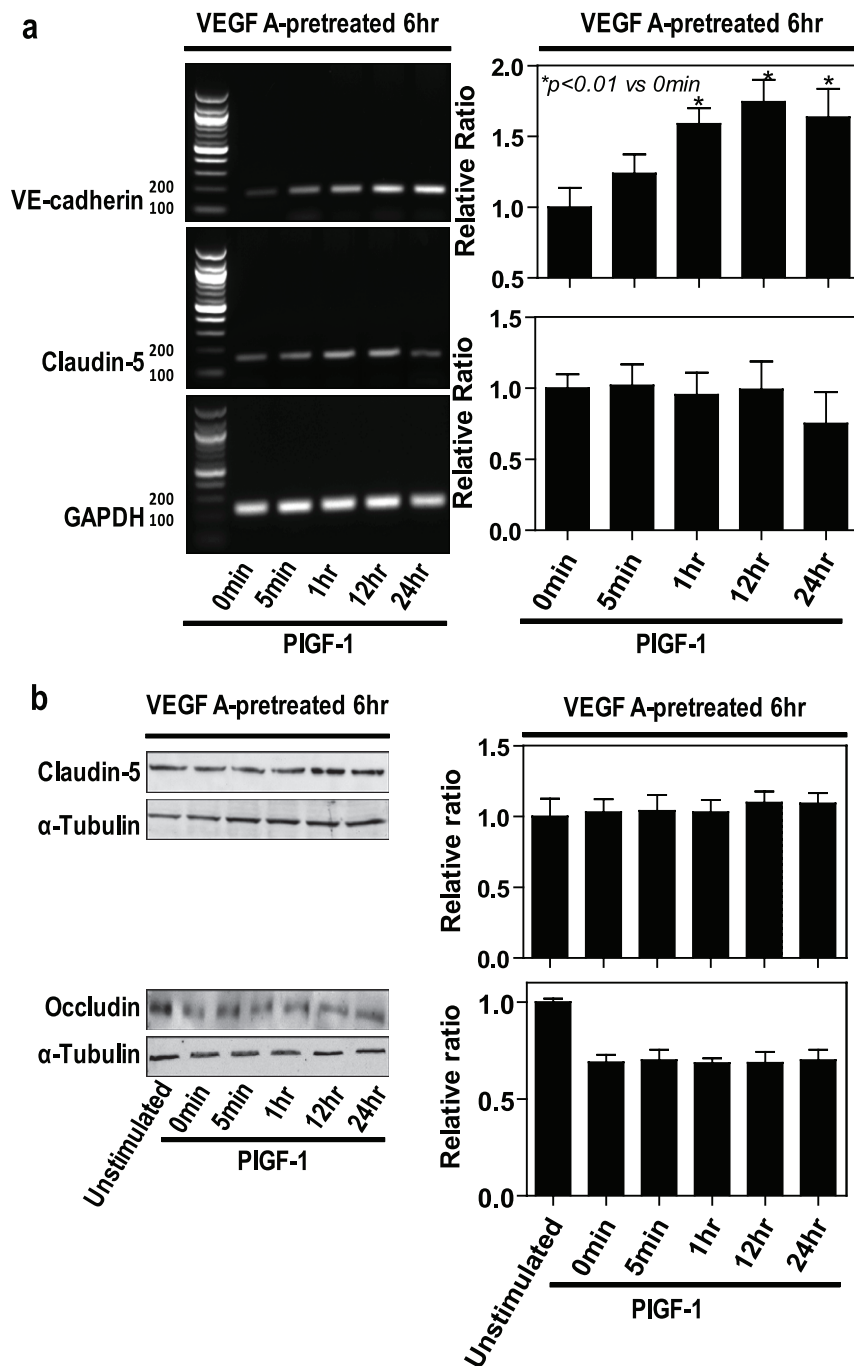 a
VEGF A-pretreated 6hr
VE-cadherin
200
100
Claudin-5
200
100
GAPDH
200
100
0min
5min
1hr
12hr
24hr
PIGF-1
VEGF A-pretreated 6hr
*p<0.01 vs 0min
*
*
*
Relative Ratio
2.0
1.5
1.0
0.5
Relative Ratio
1.5
1.0
0.5
0.0
0min
5min
1hr
12hr
24hr
PIGF-1
b
VEGF A-pretreated 6hr
Claudin-5
α-Tubulin
Occludin
α-Tubulin
Unstimulated
0min
5min
1hr
12hr
24hr
PIGF-1
VEGF A-pretreated 6hr
Relative ratio
1.5
1.0
0.5
0.0
Relative ratio
1.0
0.5
0.0
Unstimulated
0min
5min
1hr
12hr
24hr
PIGF-1